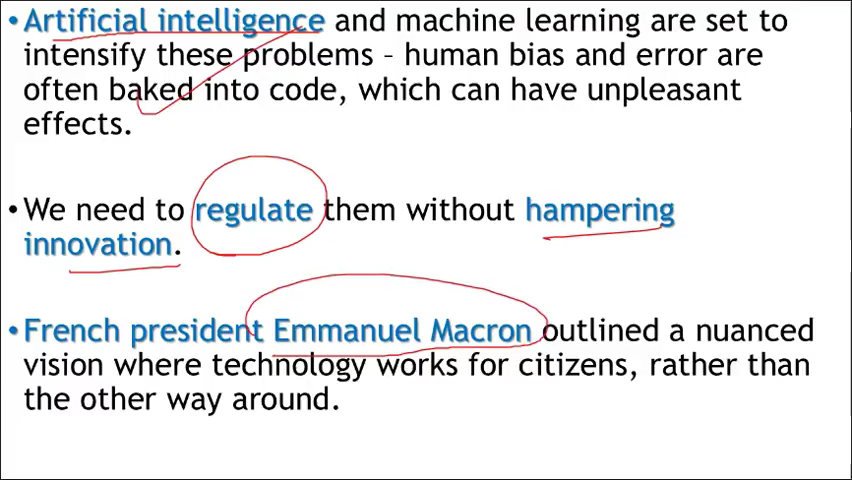 •Artificial intelligence and machine learning are set to
intensify these problems – human bias and error are
often baked into code, which can have unpleasant
effects.
•We need to regulate them without hampering
innovation.
•French president Emmanuel Macron outlined a nuanced
vision where technology works for citizens, rather than
the other way around.